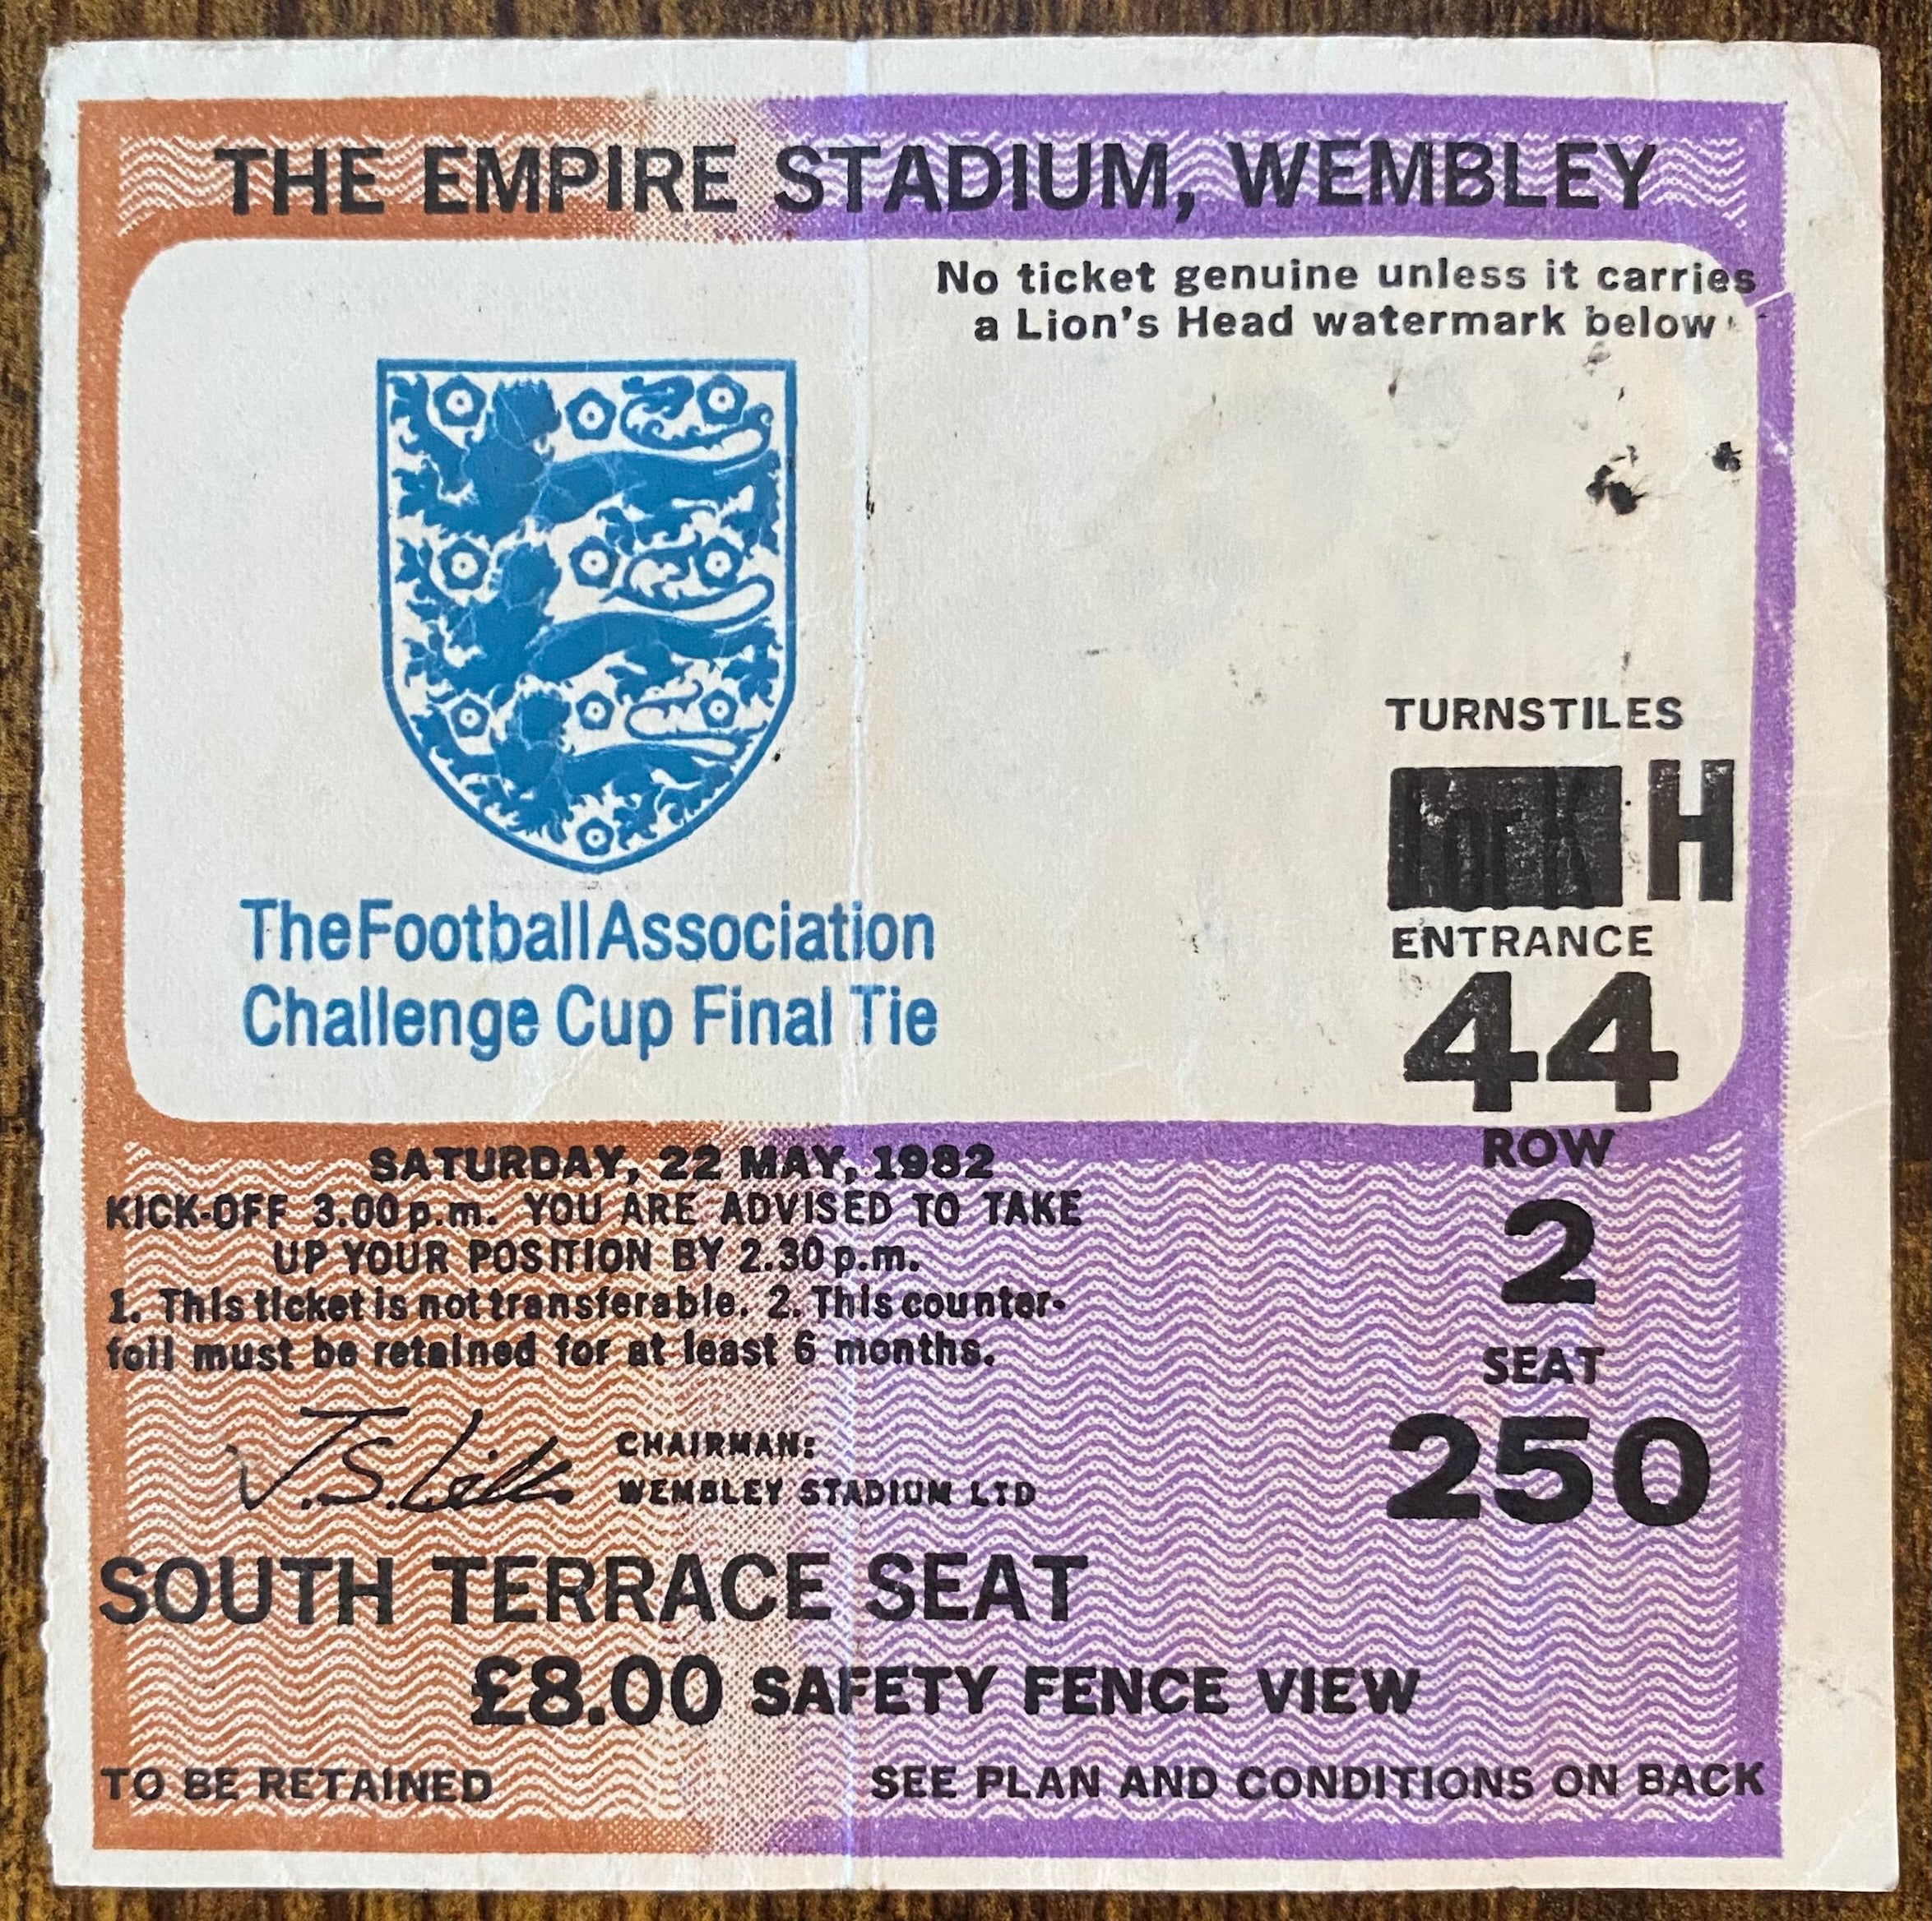 THE EMPIRE STADIUM, WEMBLEY
No ticket genuine unless it carries
a Lion's Head watermark below
The Football Association
Challenge Cup Final Tie
TURNSTILES
H
ENTRANCE
44
ROW
2
SEAT
250
SATURDAY, 22 MAY, 1982
KICK-OFF 3.00 p.m. YOU ARE ADVISED TO TAKE
UP YOUR POSITION BY 2.30 p.m.
1. This ticket is not transferable. 2. This counter-
foil must be retained for at least 6 months.
CHAIRMAN:
WEMBLEY STADIUM LTD
SOUTH TERRACE SEAT
£8.00 SAFETY FENCE VIEW
TO BE RETAINED
SEE PLAN AND CONDITIONS ON BACK